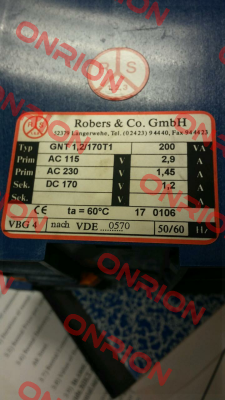 ONRION
R S
Robers & Co. GmbH
52379 Langerwehe, Tel. (02423) 94440, Fax 944423
Typ GNT 1,2/170T1 200 VA
Prim AC 115 V 2,9 A
Prim AC 230 V 1,45 A
Sek. DC 170 V 1,2 A
Sek. V A
CE ta = 60°C 17 0106
VBG 4 nach VDE 0570 50/60 Hz